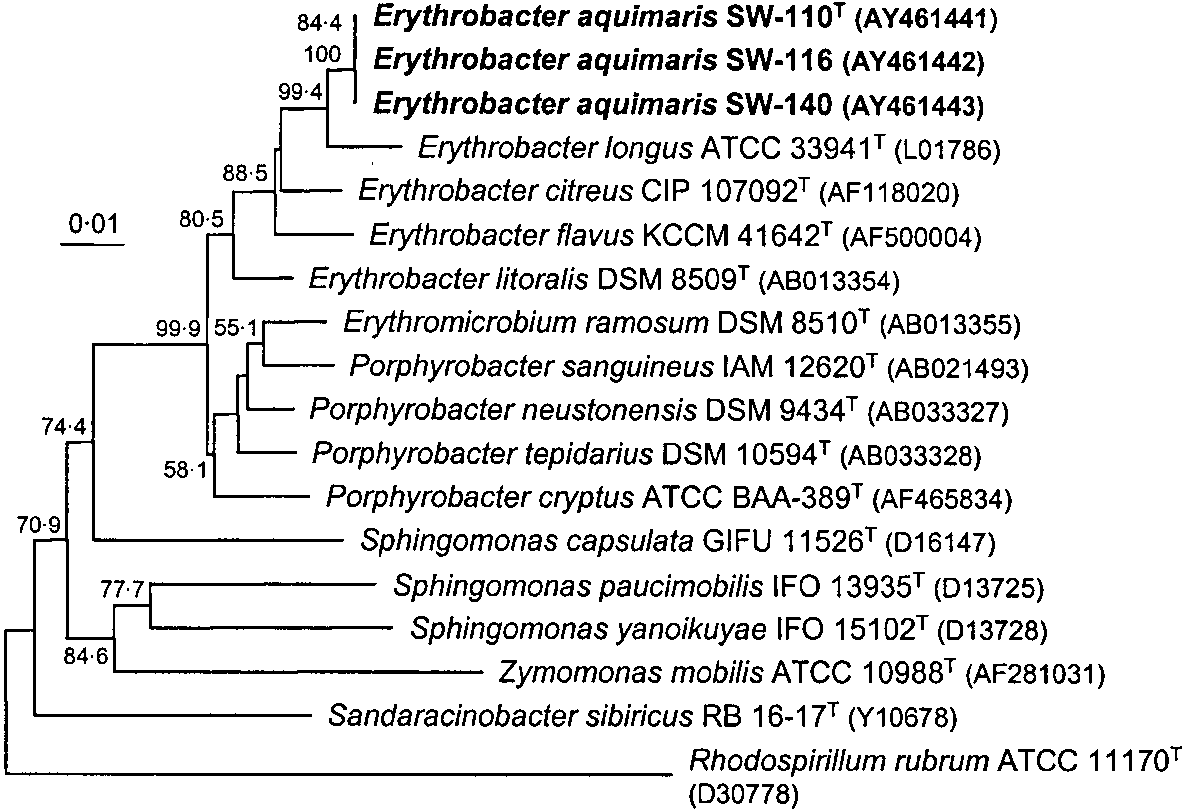 84·4
Erythrobacter aquimaris SW-110ᵀ (AY461441)
100
Erythrobacter aquimaris SW-116 (AY461442)
99·4
Erythrobacter aquimaris SW-140 (AY461443)
Erythrobacter longus ATCC 33941ᵀ (L01786)
88·5
Erythrobacter citreus CIP 107092ᵀ (AF118020)
80·5
0·01
Erythrobacter flavus KCCM 41642ᵀ (AF500004)
Erythrobacter litoralis DSM 8509ᵀ (AB013354)
99·9
55·1
Erythromicrobium ramosum DSM 8510ᵀ (AB013355)
Porphyrobacter sanguineus IAM 12620ᵀ (AB021493)
Porphyrobacter neustonensis DSM 9434ᵀ (AB033327)
74·4
Porphyrobacter tepidarius DSM 10594ᵀ (AB033328)
58·1
Porphyrobacter cryptus ATCC BAA-389ᵀ (AF465834)
70·9
Sphingomonas capsulata GIFU 11526ᵀ (D16147)
77·7
Sphingomonas paucimobilis IFO 13935ᵀ (D13725)
Sphingomonas yanoikuyae IFO 15102ᵀ (D13728)
84·6
Zymomonas mobilis ATCC 10988ᵀ (AF281031)
Sandaracinobacter sibiricus RB 16-17ᵀ (Y10678)
Rhodospirillum rubrum ATCC 11170ᵀ
(D30778)